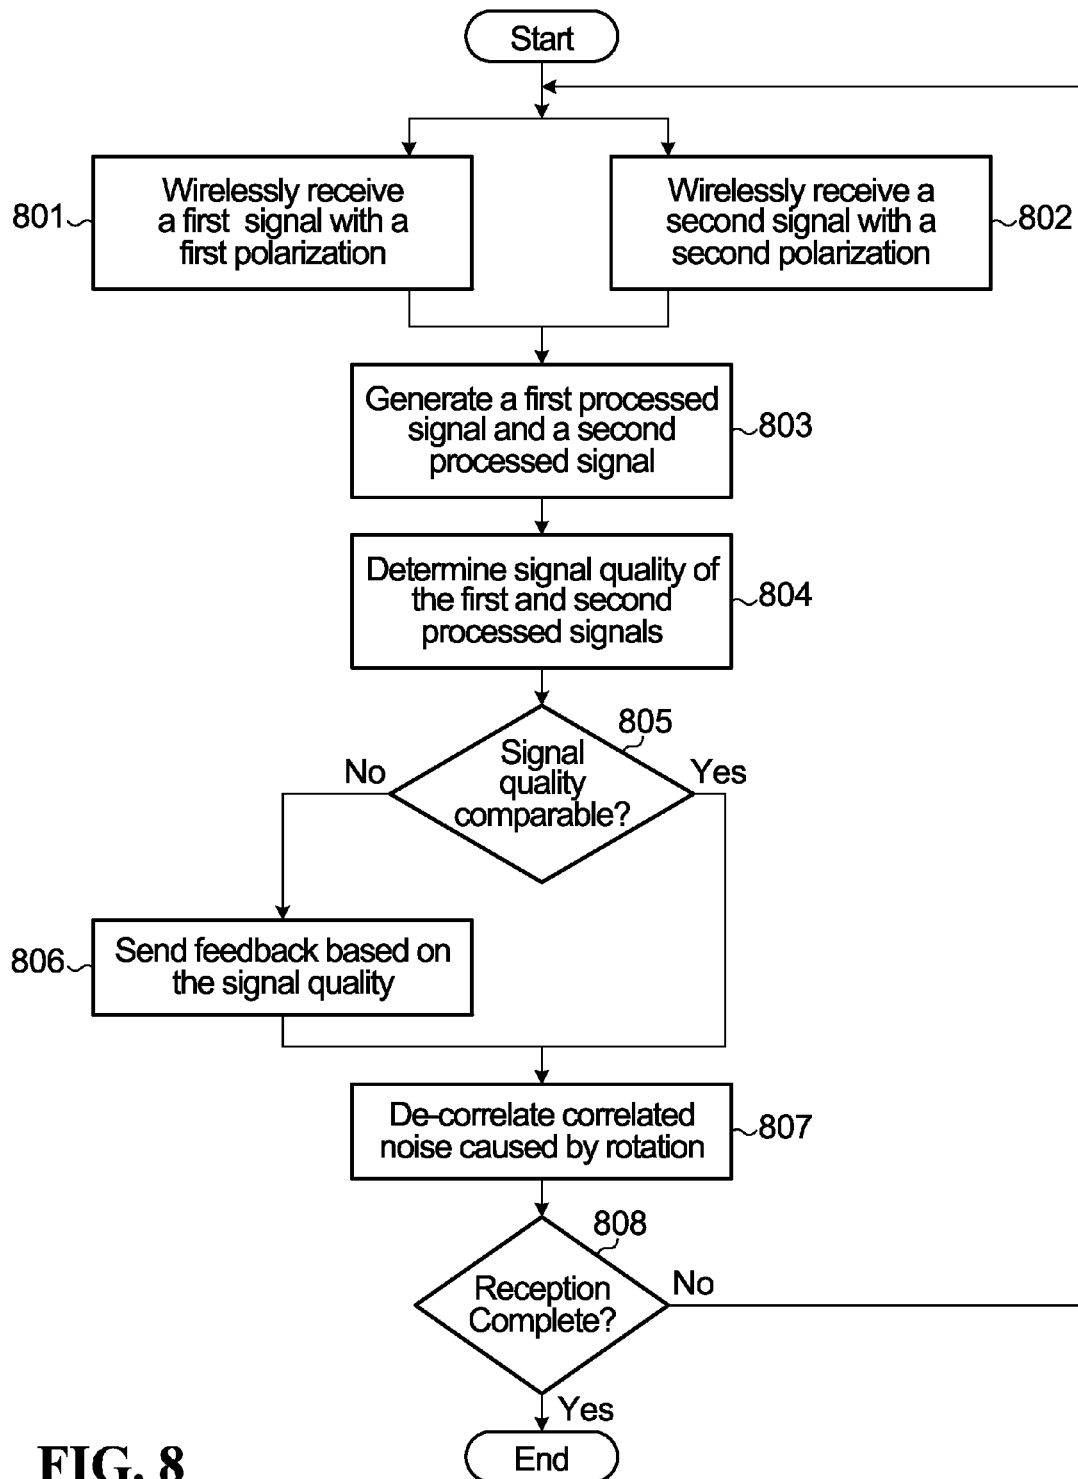 Start
801
Wirelessly receive
a first signal with a
first polarization
Wirelessly receive a
second signal with a
second polarization
802
Generate a first processed
signal and a second
processed signal
803
Determine signal quality of
the first and second
processed signals
804
805
No
Signal
quality
comparable?
Yes
806
Send feedback based on
the signal quality
De-correlate correlated
noise caused by rotation
807
808
Reception
Complete?
No
Yes
FIG. 8
End